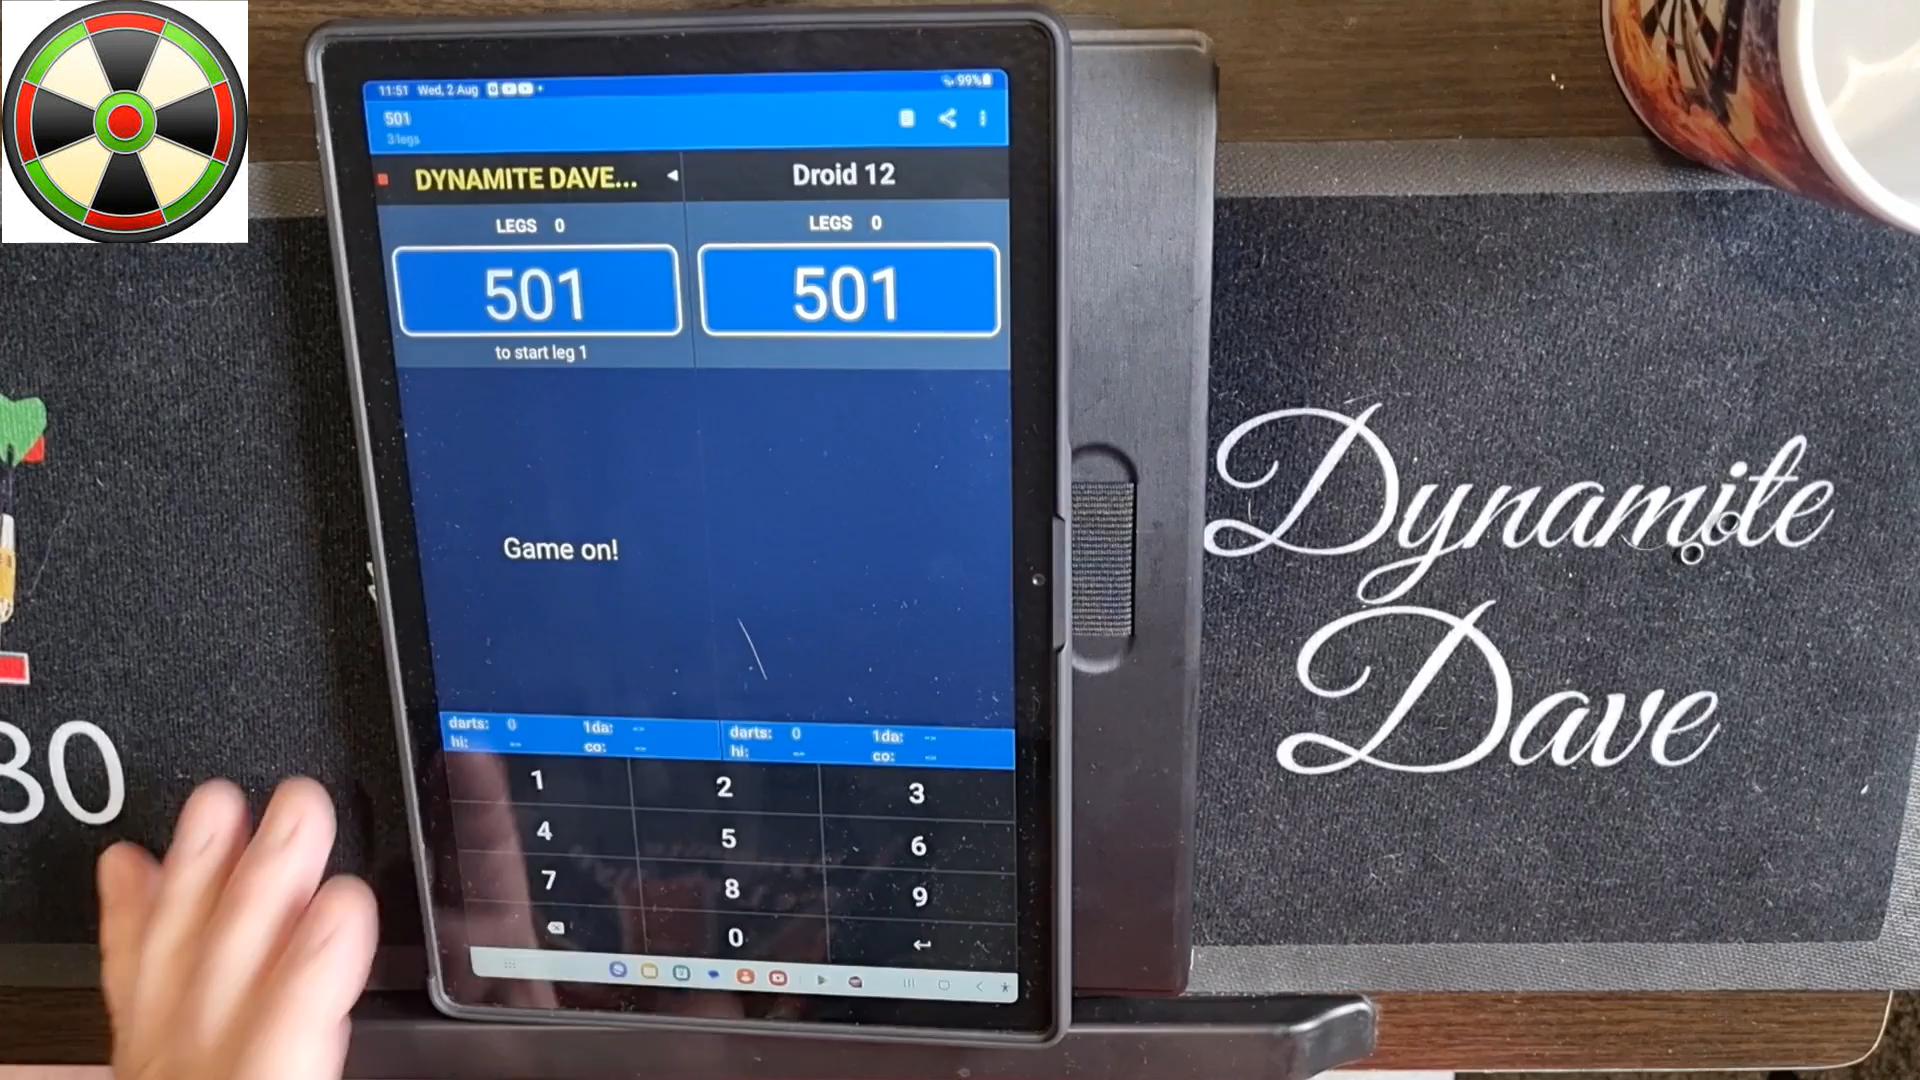 11:51 Wed, 2 Aug 99%
501
3 legs
DYNAMITE DAVE... Droid 12
LEGS 0 LEGS 0
501 501
to start leg 1
Game on!
darts: 0 1da: -- darts: 0 1da: --
hi: -- co: -- hi: -- co: --
1 2 3
4 5 6
7 8 9
0
80
Dynamite
Dave